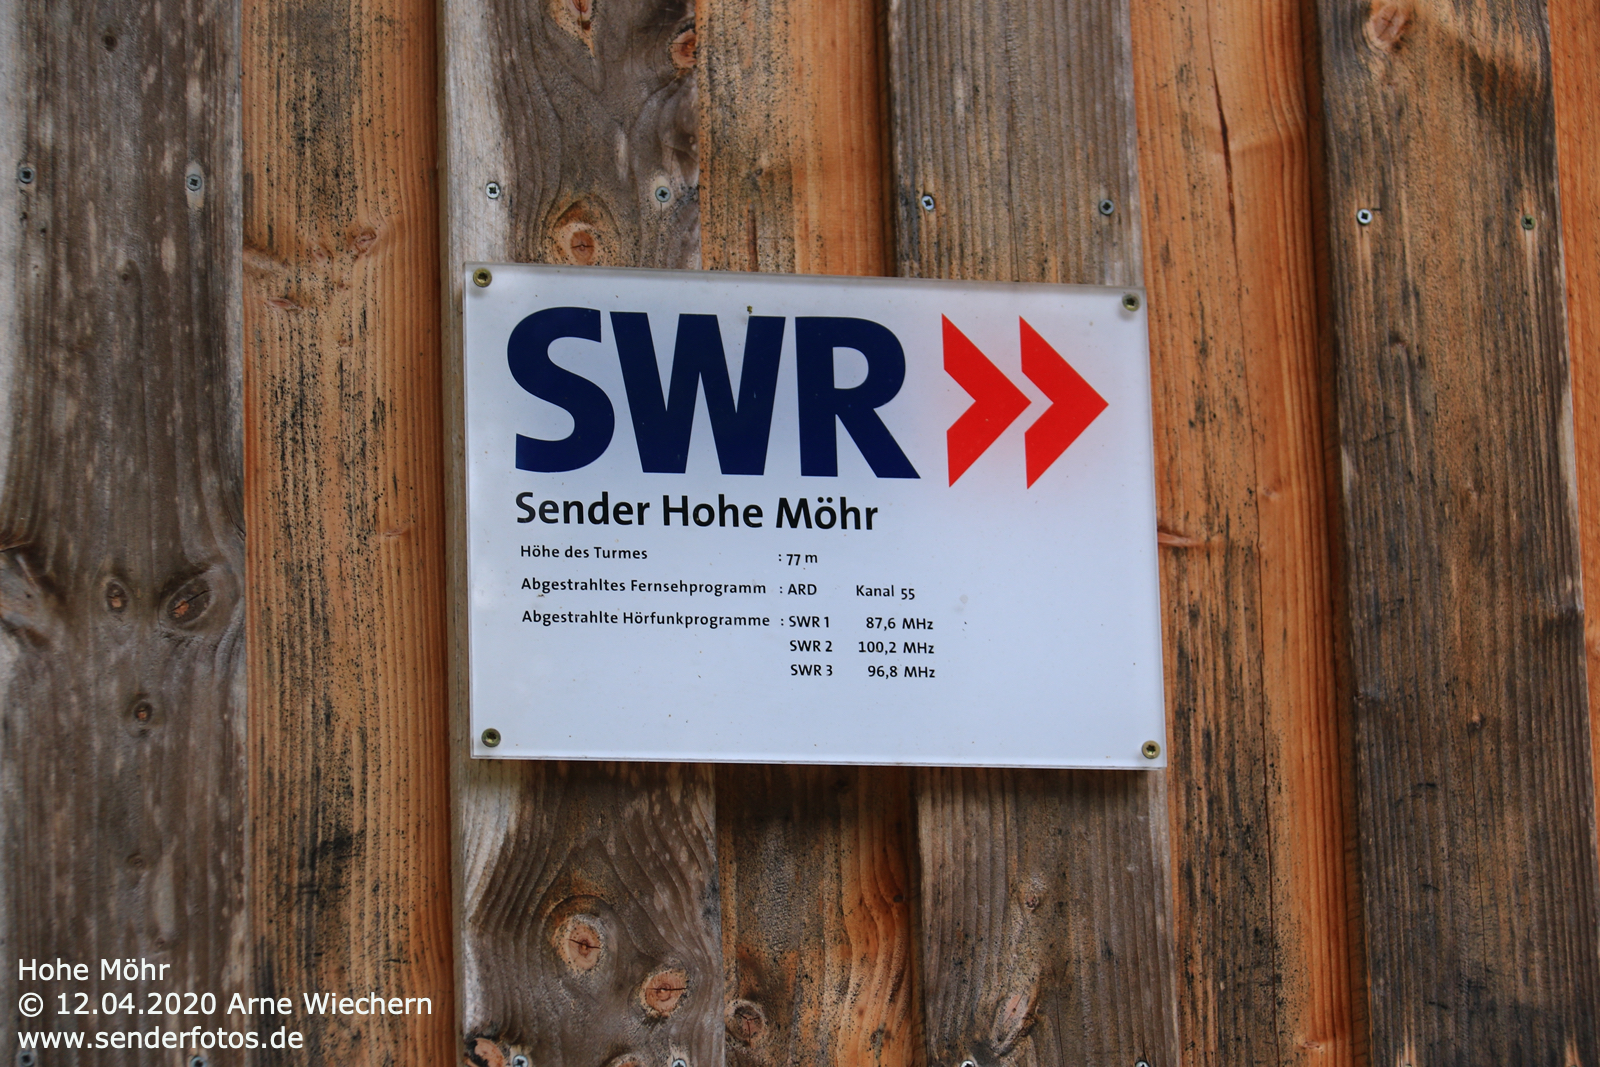 SWR
Sender Hohe Möhr
Höhe des Turmes : 77 m
Abgestrahltes Fernsehprogramm : ARD Kanal 55
Abgestrahlte Hörfunkprogramme : SWR 1 87,6 MHz
SWR 2 100,2 MHz
SWR 3 96,8 MHz
Hohe Möhr
© 12.04.2020 Arne Wiechern
www.senderfotos.de